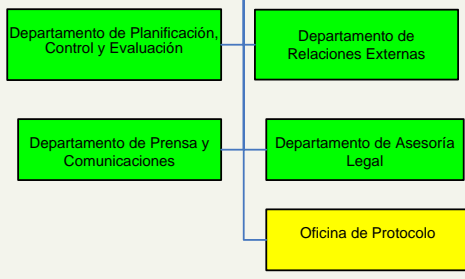 Departamento de Planificación,
Control y Evaluación
Departamento de
Relaciones Externas
Departamento de Prensa y
Comunicaciones
Departamento de Asesoría
Legal
Oficina de Protocolo